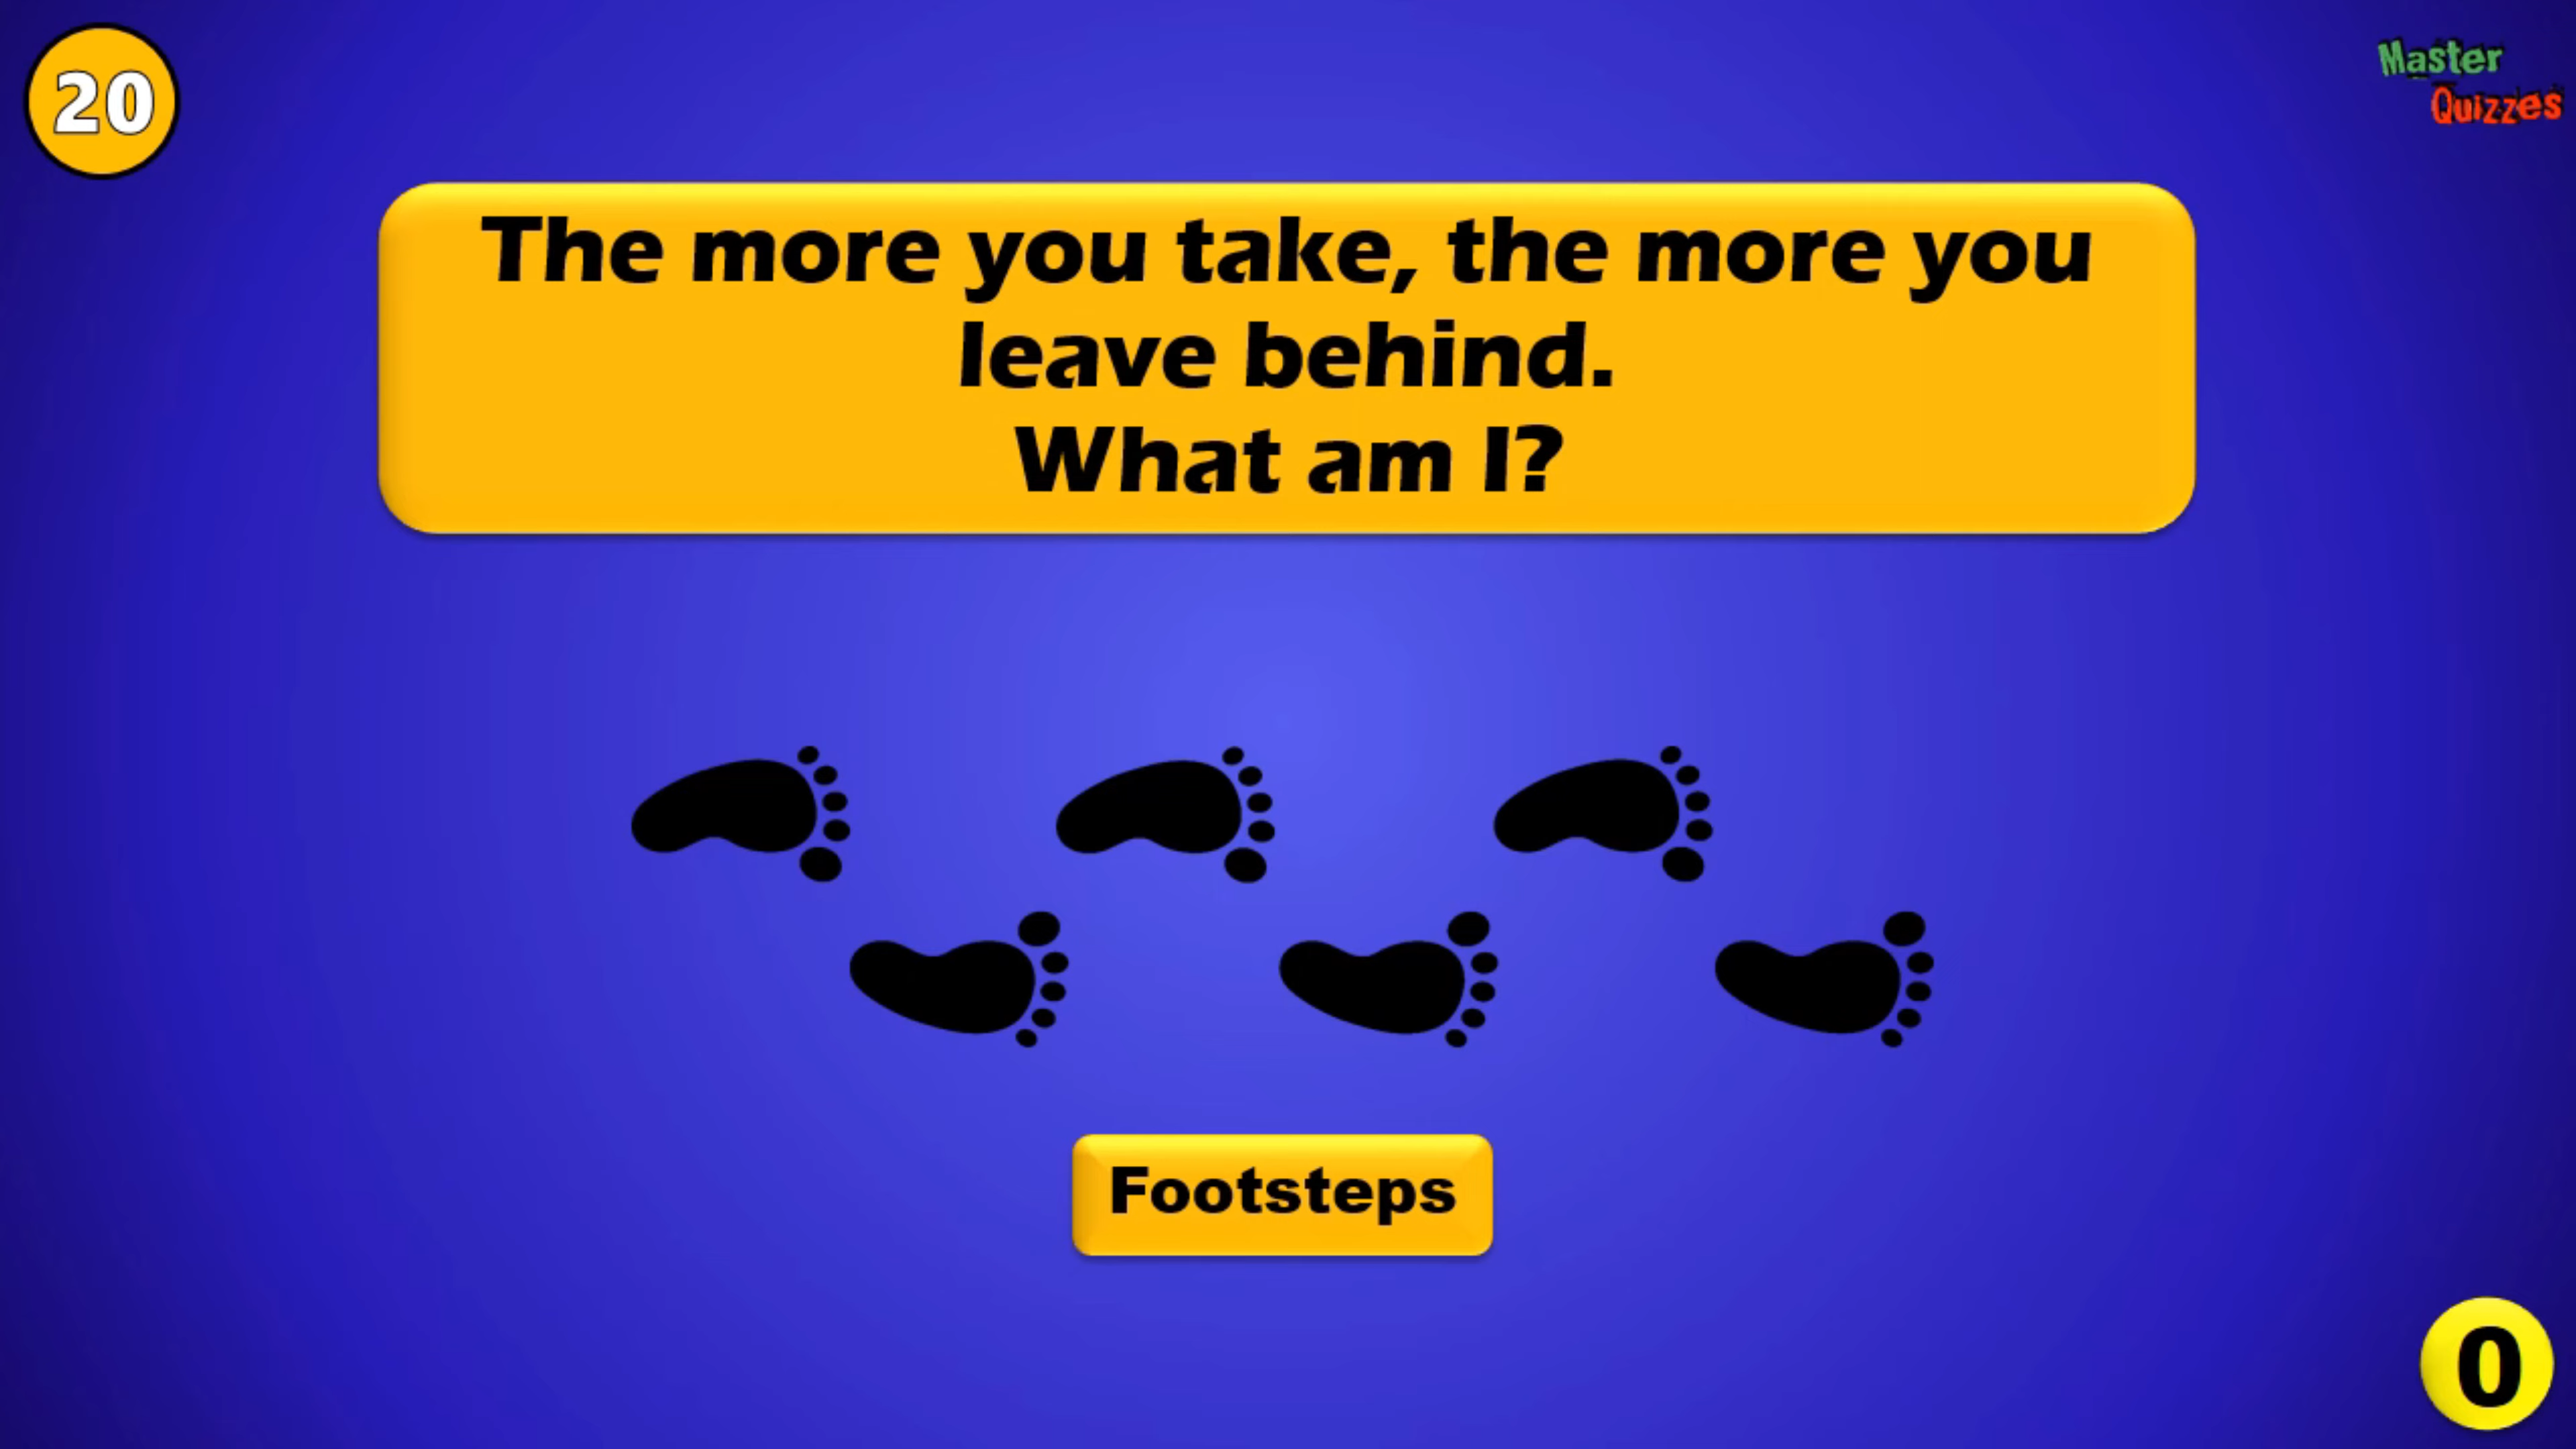 20
Master
Quizzes
The more you take, the more you
leave behind.
What am I?
Footsteps
0